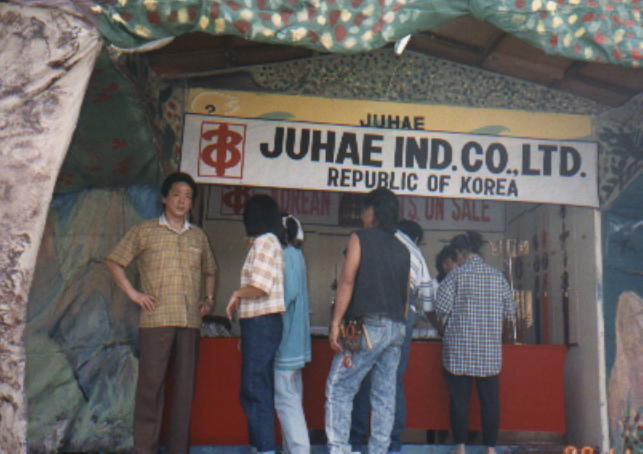 JUHAE
JUHAE IND. CO., LTD.
REPUBLIC OF KOREA
ON SALE